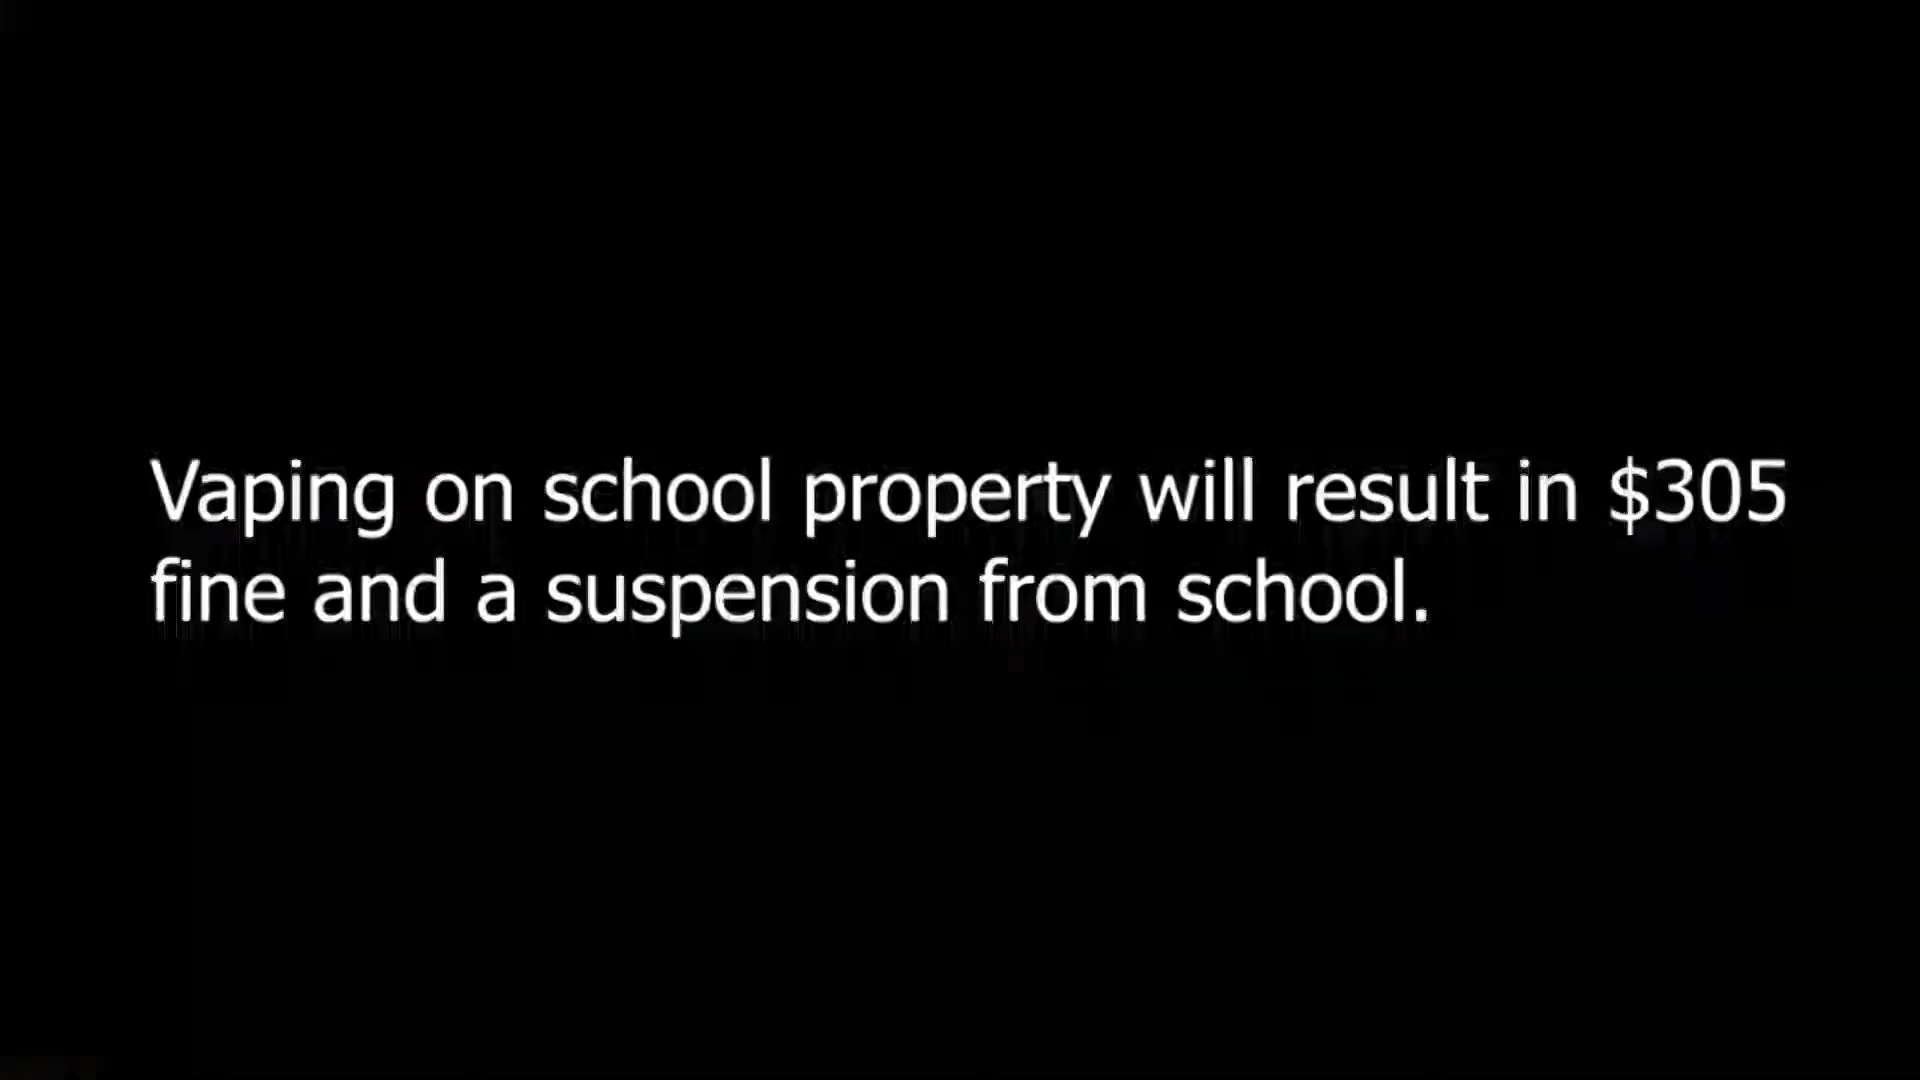 Vaping on school property will result in $305
fine and a suspension from school.